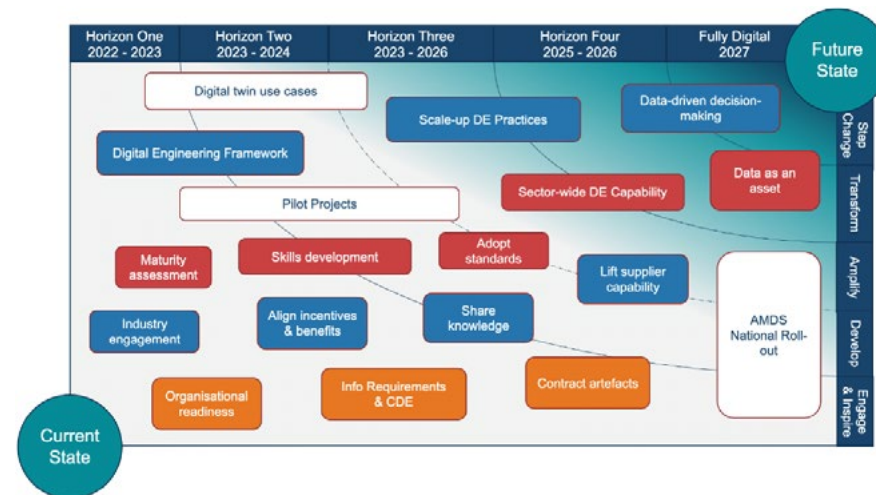 Horizon One
2022 - 2023
Horizon Two
2023 - 2024
Horizon Three
2023 - 2026
Horizon Four
2025 - 2026
Fully Digital
2027
Future
State
Digital twin use cases
Scale-up DE Practices
Data-driven decision-
making
Step
Change
Digital Engineering Framework
Data as an
asset
Sector-wide DE Capability
Transform
Pilot Projects
Maturity
assessment
Skills development
Adopt
standards
Lift supplier
capability
Amplify
Industry
engagement
Align incentives
& benefits
Share
knowledge
AMDS
National Roll-
out
Develop
Organisational
readiness
Info Requirements
& CDE
Contract artefacts
Engage
& Inspire
Current
State